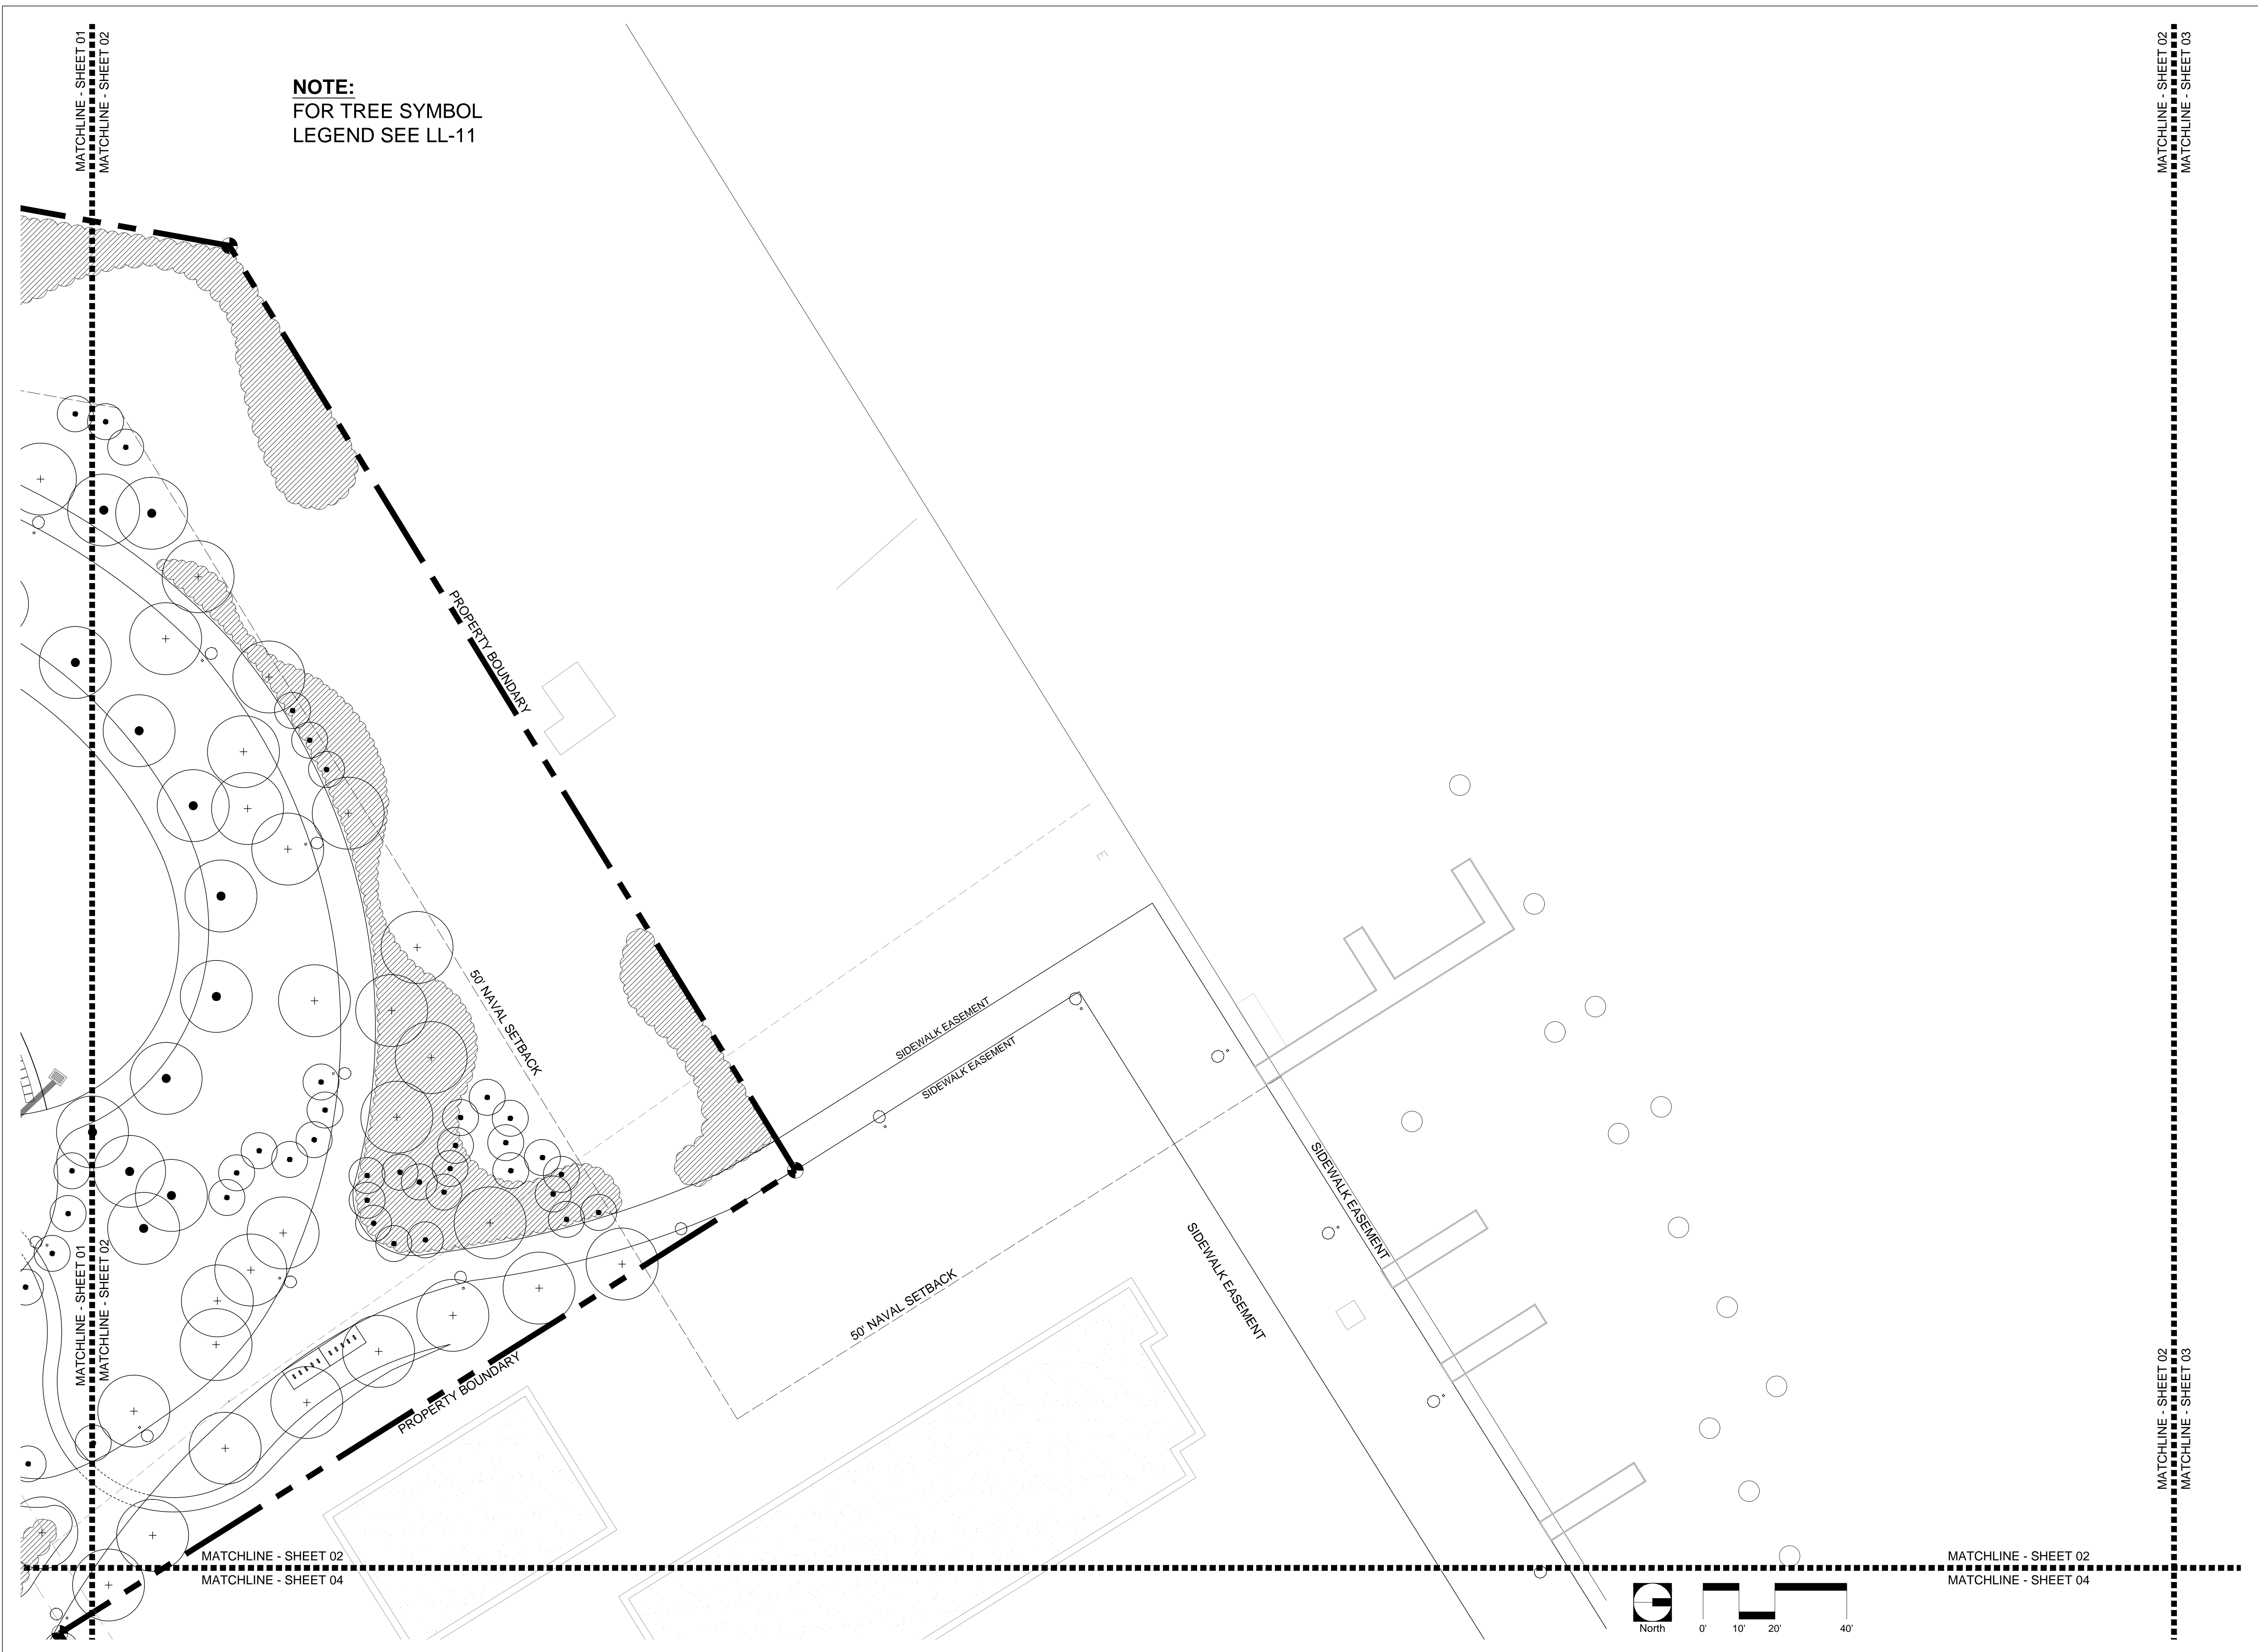 MATCHLINE - SHEET 01
MATCHLINE - SHEET 02
NOTE:
FOR TREE SYMBOL
LEGEND SEE LL-11
MATCHLINE - SHEET 02
MATCHLINE - SHEET 03
PROPERTY BOUNDARY
E
50' NAVAL SETBACK
SIDEWALK EASEMENT
SIDEWALK EASEMENT
SIDEWALK EASEMENT
SIDEWALK EASEMENT
50' NAVAL SETBACK
PROPERTY BOUNDARY
MATCHLINE - SHEET 01
MATCHLINE - SHEET 02
MATCHLINE - SHEET 02
MATCHLINE - SHEET 03
MATCHLINE - SHEET 02
MATCHLINE - SHEET 04
MATCHLINE - SHEET 02
MATCHLINE - SHEET 04
North
0' 10' 20' 40'